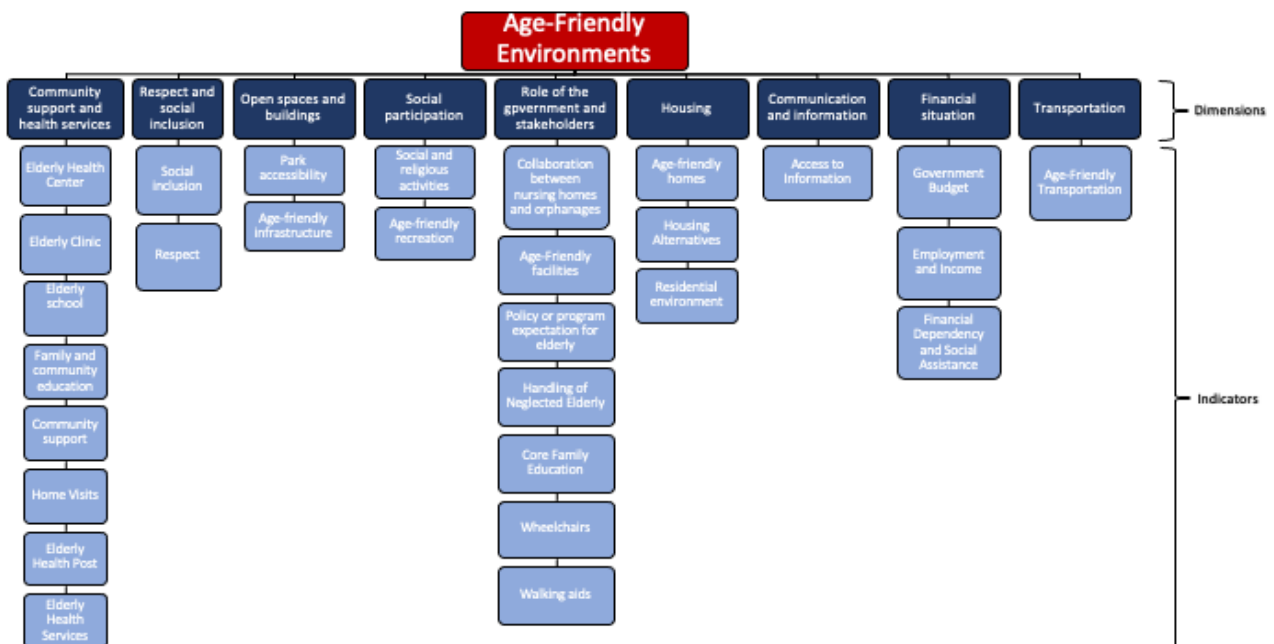 Age-Friendly
Environments
Community
support and
health services
Respect and
social
inclusion
Open spaces and
buildings
Social
participation
Role of the
government and
stakeholders
Housing
Communication
and information
Financial
situation
Transportation
Dimensions
Elderly Health
Center
Elderly Clinic
Elderly
school
Family and
community
education
Community
support
Home Visits
Elderly
Health Post
Elderly
Health
Services
Social
inclusion
Respect
Park
accessibility
Age-friendly
infrastructure
Social and
religious
activities
Age-friendly
recreation
Collaboration
between
nursing homes
and orphanages
Age-Friendly
facilities
Policy or program
expectation for
elderly
Handling of
Neglected Elderly
Core Family
Education
Wheelchairs
Walking aids
Age-friendly
homes
Housing
Alternatives
Residential
environment
Access to
Information
Government
Budget
Employment
and Income
Financial
Dependency
and Social
Assistance
Age-Friendly
Transportation
Indicators